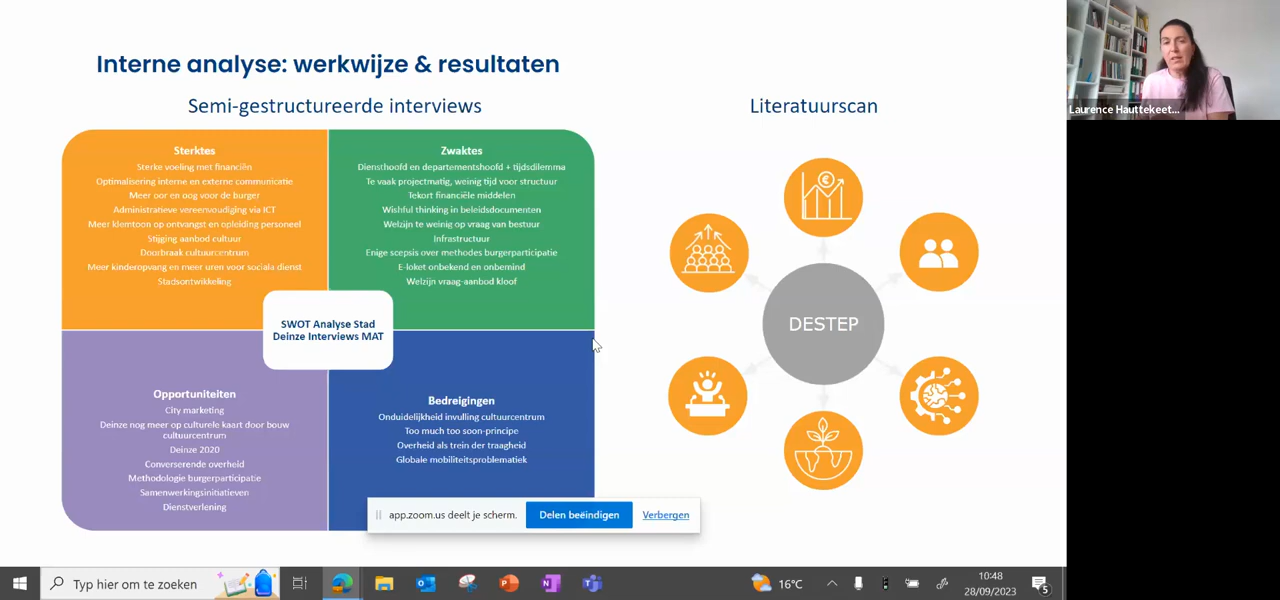 Interne analyse: werkwijze & resultaten
Semi-gestructureerde interviews
Sterktes
Sterke voeling met financiën
Optimalisering interne en externe communicatie
Meer oor en oog voor de burger
Administratieve vereenvoudiging via ICT
Meer klemtoon op ontvangst en opleiding personeel
Stijging aanbod cultuur
Doorbraak cultuurcentrum
Meer kinderopvang en meer uren voor sociala dienst
Stadsontwikkeling
Zwaktes
Diensthoofd en departementshoofd + tijdsdilemma
Te vaak projectmatig, weinig tijd voor structuur
Tekort financiële middelen
Wishful thinking in beleidsdocumenten
Welzijn te weinig op vraag van bestuur
Infrastructuur
Enige scepsis over methodes burgerparticipatie
E-loket onbekend en onbemind
Welzijn vraag-aanbod kloof
SWOT Analyse Stad
Deinze Interviews MAT
Opportuniteiten
City marketing
Deinze nog meer op culturele kaart door bouw
cultuurcentrum
Deinze 2020
Converserende overheid
Methodologie burgerparticipatie
Samenwerkingsinitiatieven
Dienstverlening
Bedreigingen
Onduidelijkheid invulling cultuurcentrum
Too much too soon-principe
Overheid als trein der traagheid
Globale mobiliteitsproblematiek
Literatuurscan
€
DESTEP
Laurence Hauttekeet...
app.zoom.us deelt je scherm.
Delen beëindigen
Verbergen
Typ hier om te zoeken
16°C
10:48
28/09/2023
5